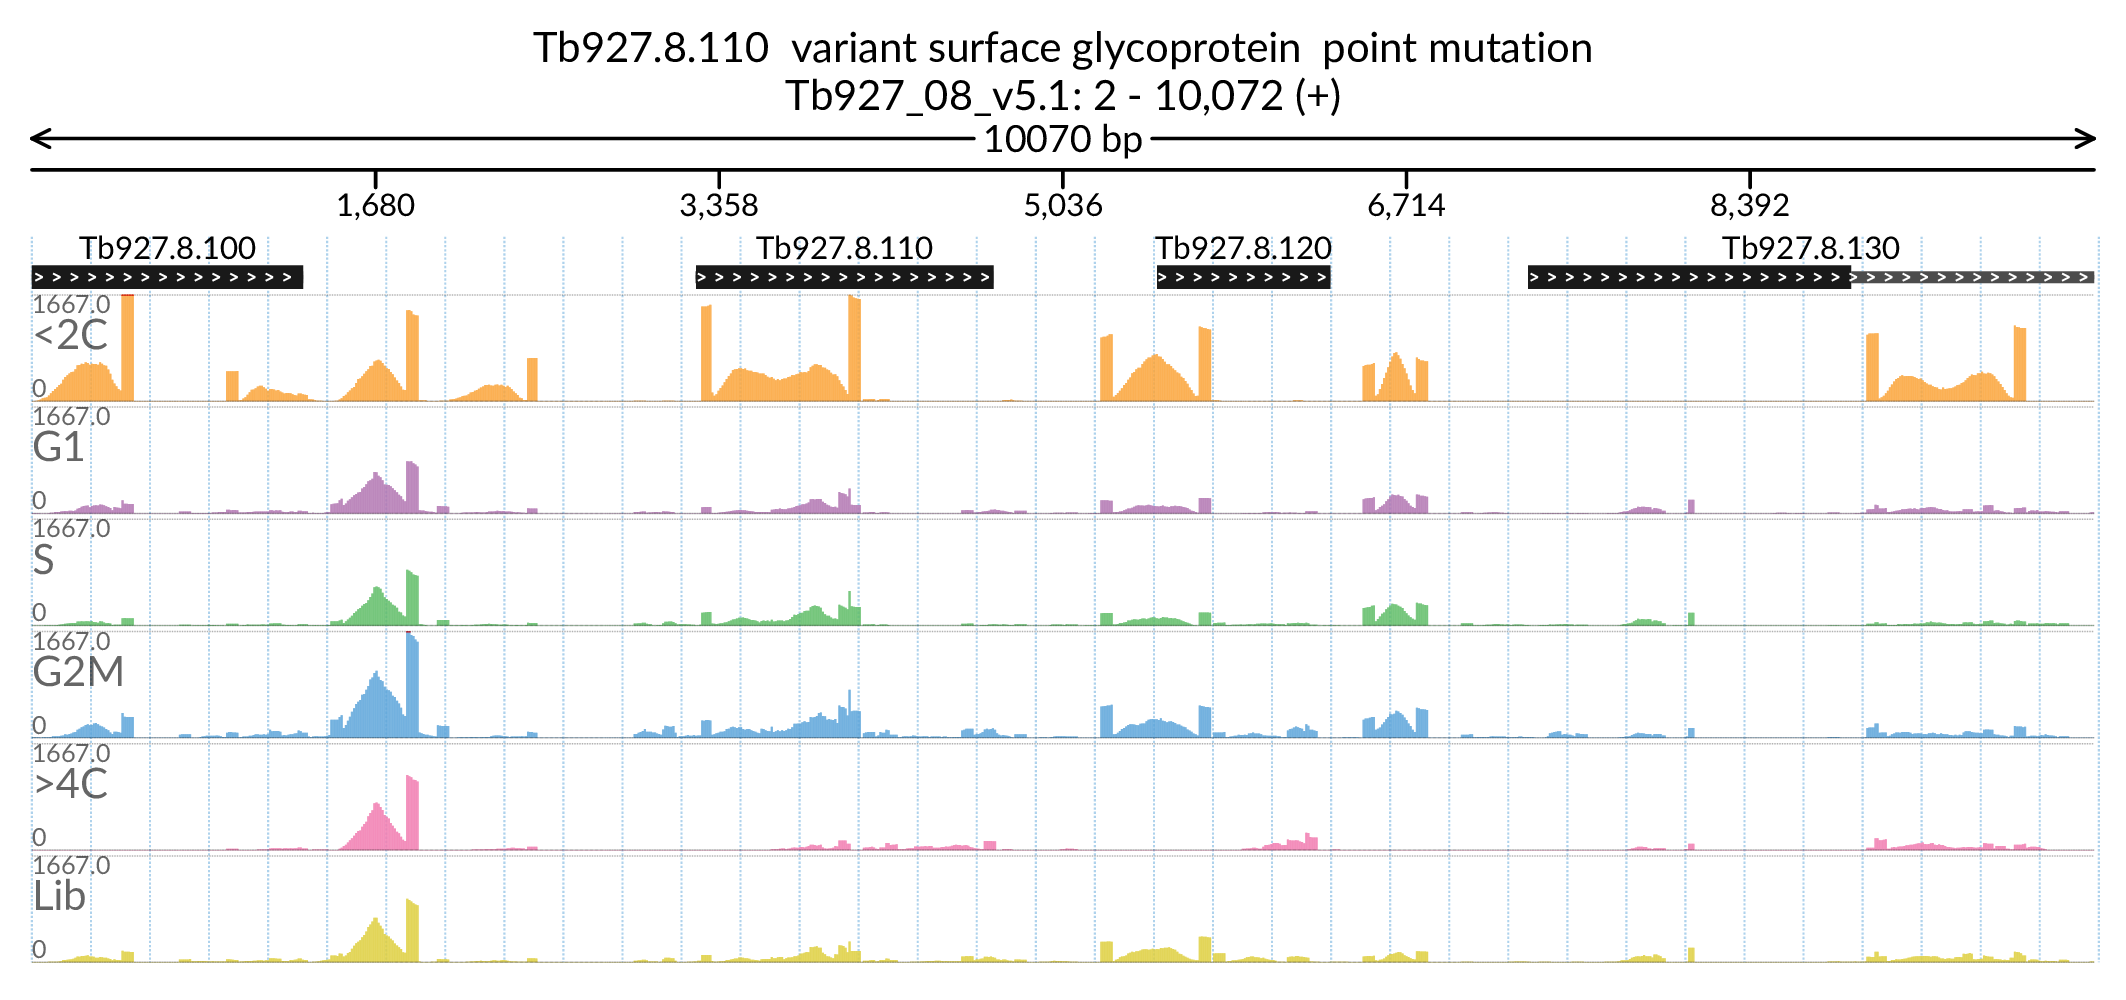 Tb927.8.110 variant surface glycoprotein point mutation
Tb927_08_v5.1: 2 - 10,072 (+)
10070 bp
1,680 3,358 5,036 6,714 8,392
Tb927.8.100 Tb927.8.110 Tb927.8.120 Tb927.8.130
1667.0
<2C
0
1667.0
G1
0
1667.0
S
0
1667.0
G2M
0
1667.0
>4C
0
1667.0
Lib
0